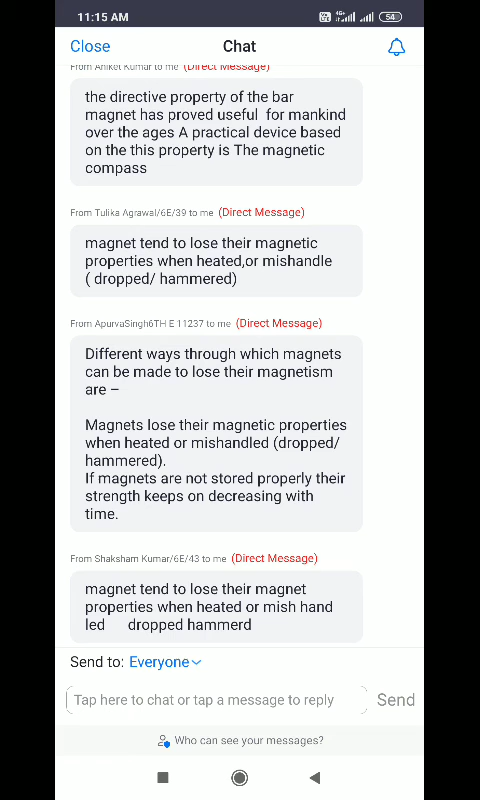 11:15 AM
4G+
54
Close
Chat
From Aniket Kumar to me (Direct Message)
the directive property of the bar
magnet has proved useful  for mankind
over the ages A practical device based
on the this property is The magnetic
compass
From Tulika Agrawal/6E/39 to me (Direct Message)
magnet tend to lose their magnetic
properties when heated,or mishandle
( dropped/ hammered)
From ApurvaSingh6TH E 11237 to me (Direct Message)
Different ways through which magnets
can be made to lose their magnetism
are –
Magnets lose their magnetic properties
when heated or mishandled (dropped/
hammered).
If magnets are not stored properly their
strength keeps on decreasing with
time.
From Shaksham Kumar/6E/43 to me (Direct Message)
magnet tend to lose their magnet
properties when heated or mish hand
led      dropped hammerd
Send to: Everyone
Tap here to chat or tap a message to reply
Send
Who can see your messages?